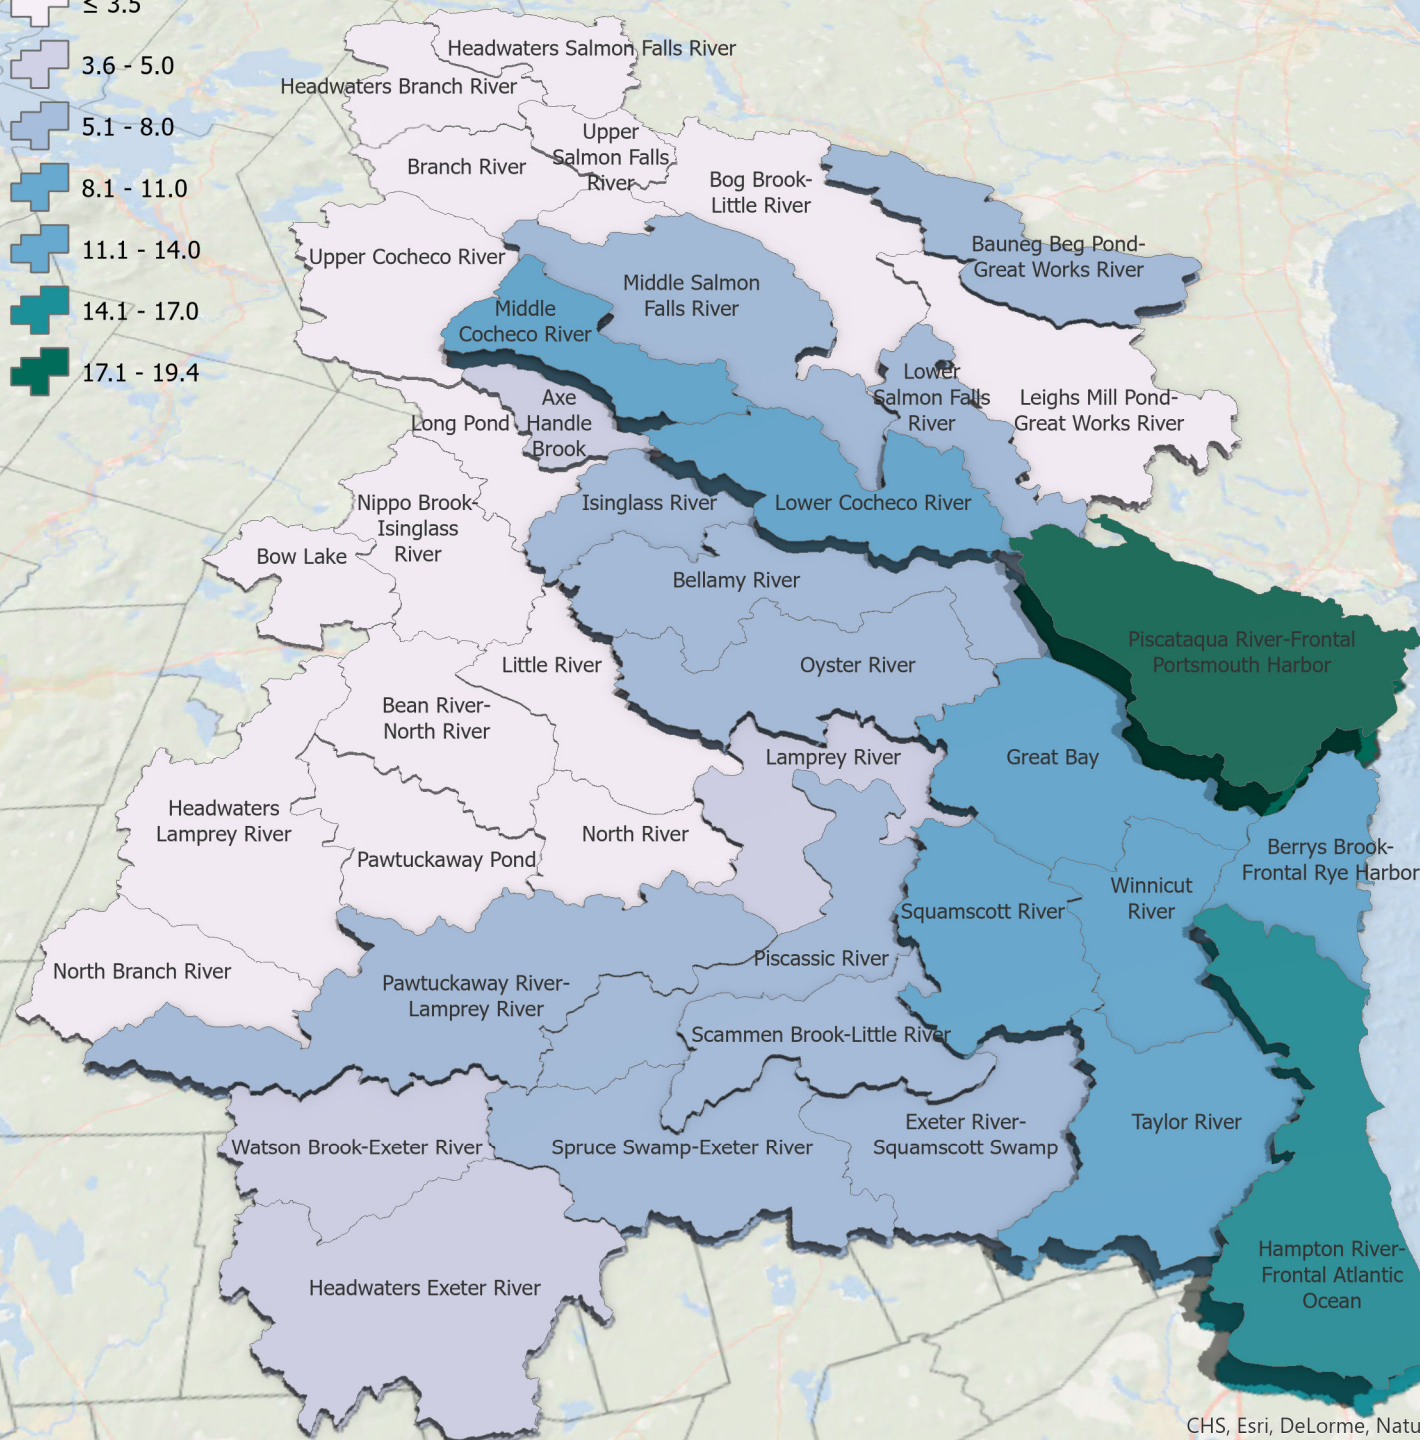 ≤ 3.5
3.6 - 5.0
5.1 - 8.0
8.1 - 11.0
11.1 - 14.0
14.1 - 17.0
17.1 - 19.4
Headwaters Salmon Falls River
Headwaters Branch River
Upper
Salmon Falls
River
Branch River
Bog Brook-
Little River
Bauneg Beg Pond-
Great Works River
Upper Cocheco River
Middle Salmon
Falls River
Middle
Cocheco River
Lower
Salmon Falls
River
Leighs Mill Pond-
Great Works River
Axe
Handle
Brook
Long Pond
Nippo Brook-
Isinglass
River
Isinglass River
Lower Cocheco River
Bow Lake
Bellamy River
Piscataqua River-Frontal
Portsmouth Harbor
Little River
Oyster River
Bean River-
North River
Lamprey River
Great Bay
Headwaters
Lamprey River
North River
Pawtuckaway Pond
Berrys Brook-
Frontal Rye Harbor
Winnicut
River
Squamscott River
North Branch River
Piscassic River
Pawtuckaway River-
Lamprey River
Scammen Brook-Little River
Exeter River-
Squamscott Swamp
Taylor River
Watson Brook-Exeter River
Spruce Swamp-Exeter River
Hampton River-
Frontal Atlantic
Ocean
Headwaters Exeter River
CHS, Esri, DeLorme, Natu